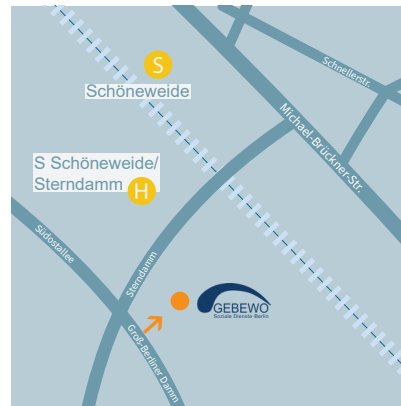 S
Schöneweide
Schnellerstr.
Michael-Brückner-Str.
S Schöneweide/
Sterndamm H
Südostallee
Sterndamm
GEBEWO
Soziale Dienste Berlin
Groß-Berliner Damm